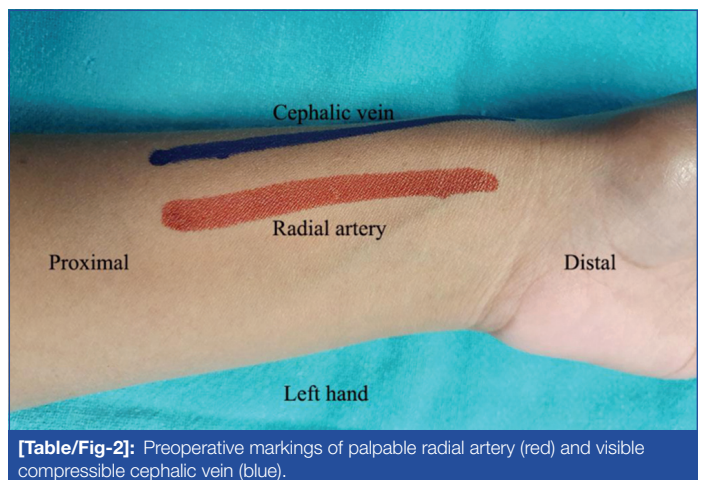 Cephalic vein
Radial artery
Proximal
Distal
Left hand
[Table/Fig-2]: Preoperative markings of palpable radial artery (red) and visible
compressible cephalic vein (blue).